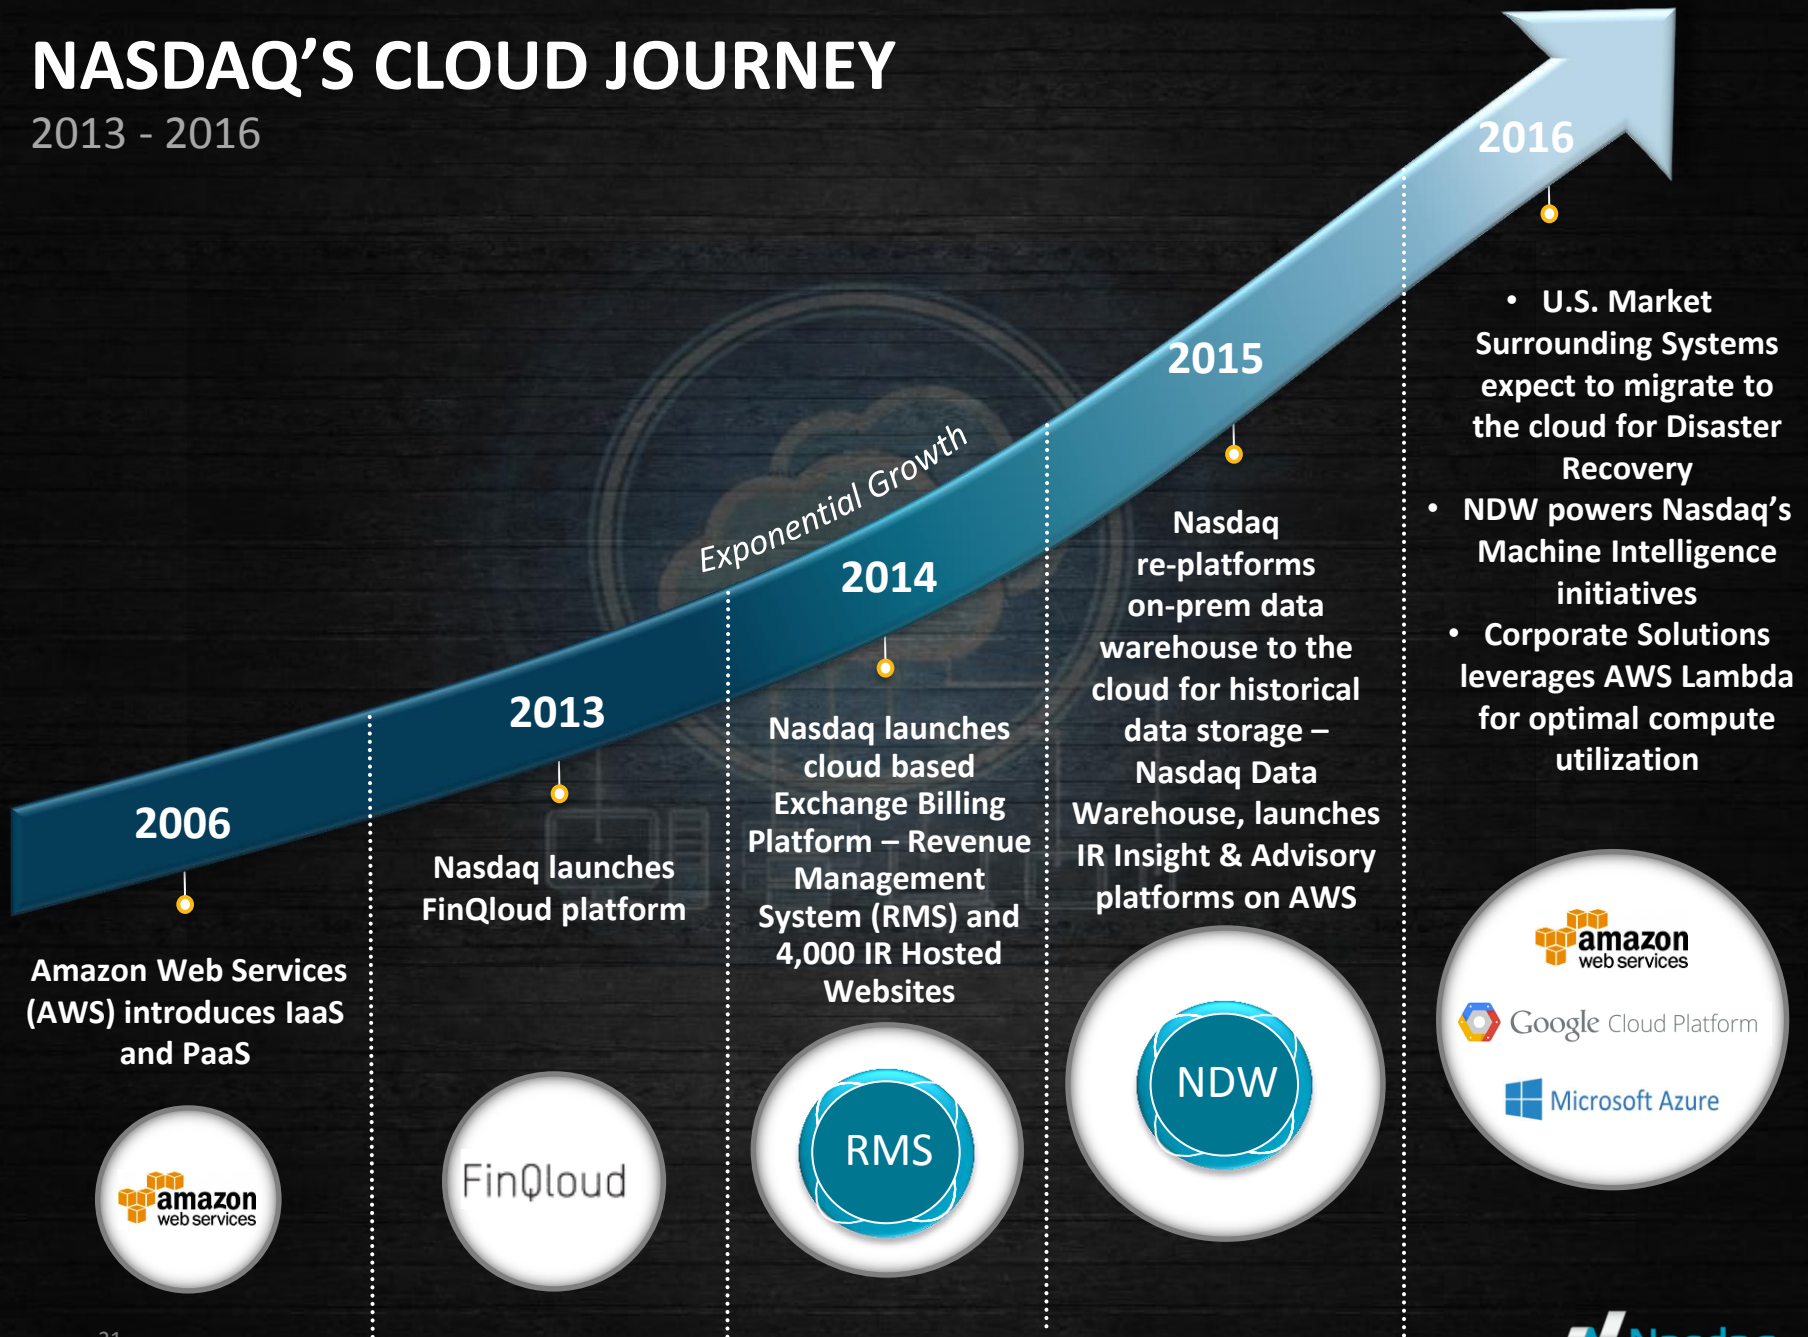 NASDAQ’S CLOUD JOURNEY
2013 - 2016
2006
Amazon Web Services
(AWS) introduces IaaS
and PaaS
amazon
web services
2013
Nasdaq launches
FinQloud platform
FinQloud
Exponential Growth
2014
Nasdaq launches
cloud based
Exchange Billing
Platform – Revenue
Management
System (RMS) and
4,000 IR Hosted
Websites
RMS
2015
Nasdaq
re-platforms
on-prem data
warehouse to the
cloud for historical
data storage –
Nasdaq Data
Warehouse, launches
IR Insight & Advisory
platforms on AWS
NDW
2016
• U.S. Market
Surrounding Systems
expect to migrate to
the cloud for Disaster
Recovery
• NDW powers Nasdaq’s
Machine Intelligence
initiatives
• Corporate Solutions
leverages AWS Lambda
for optimal compute
utilization
amazon
web services
Google Cloud Platform
Microsoft Azure